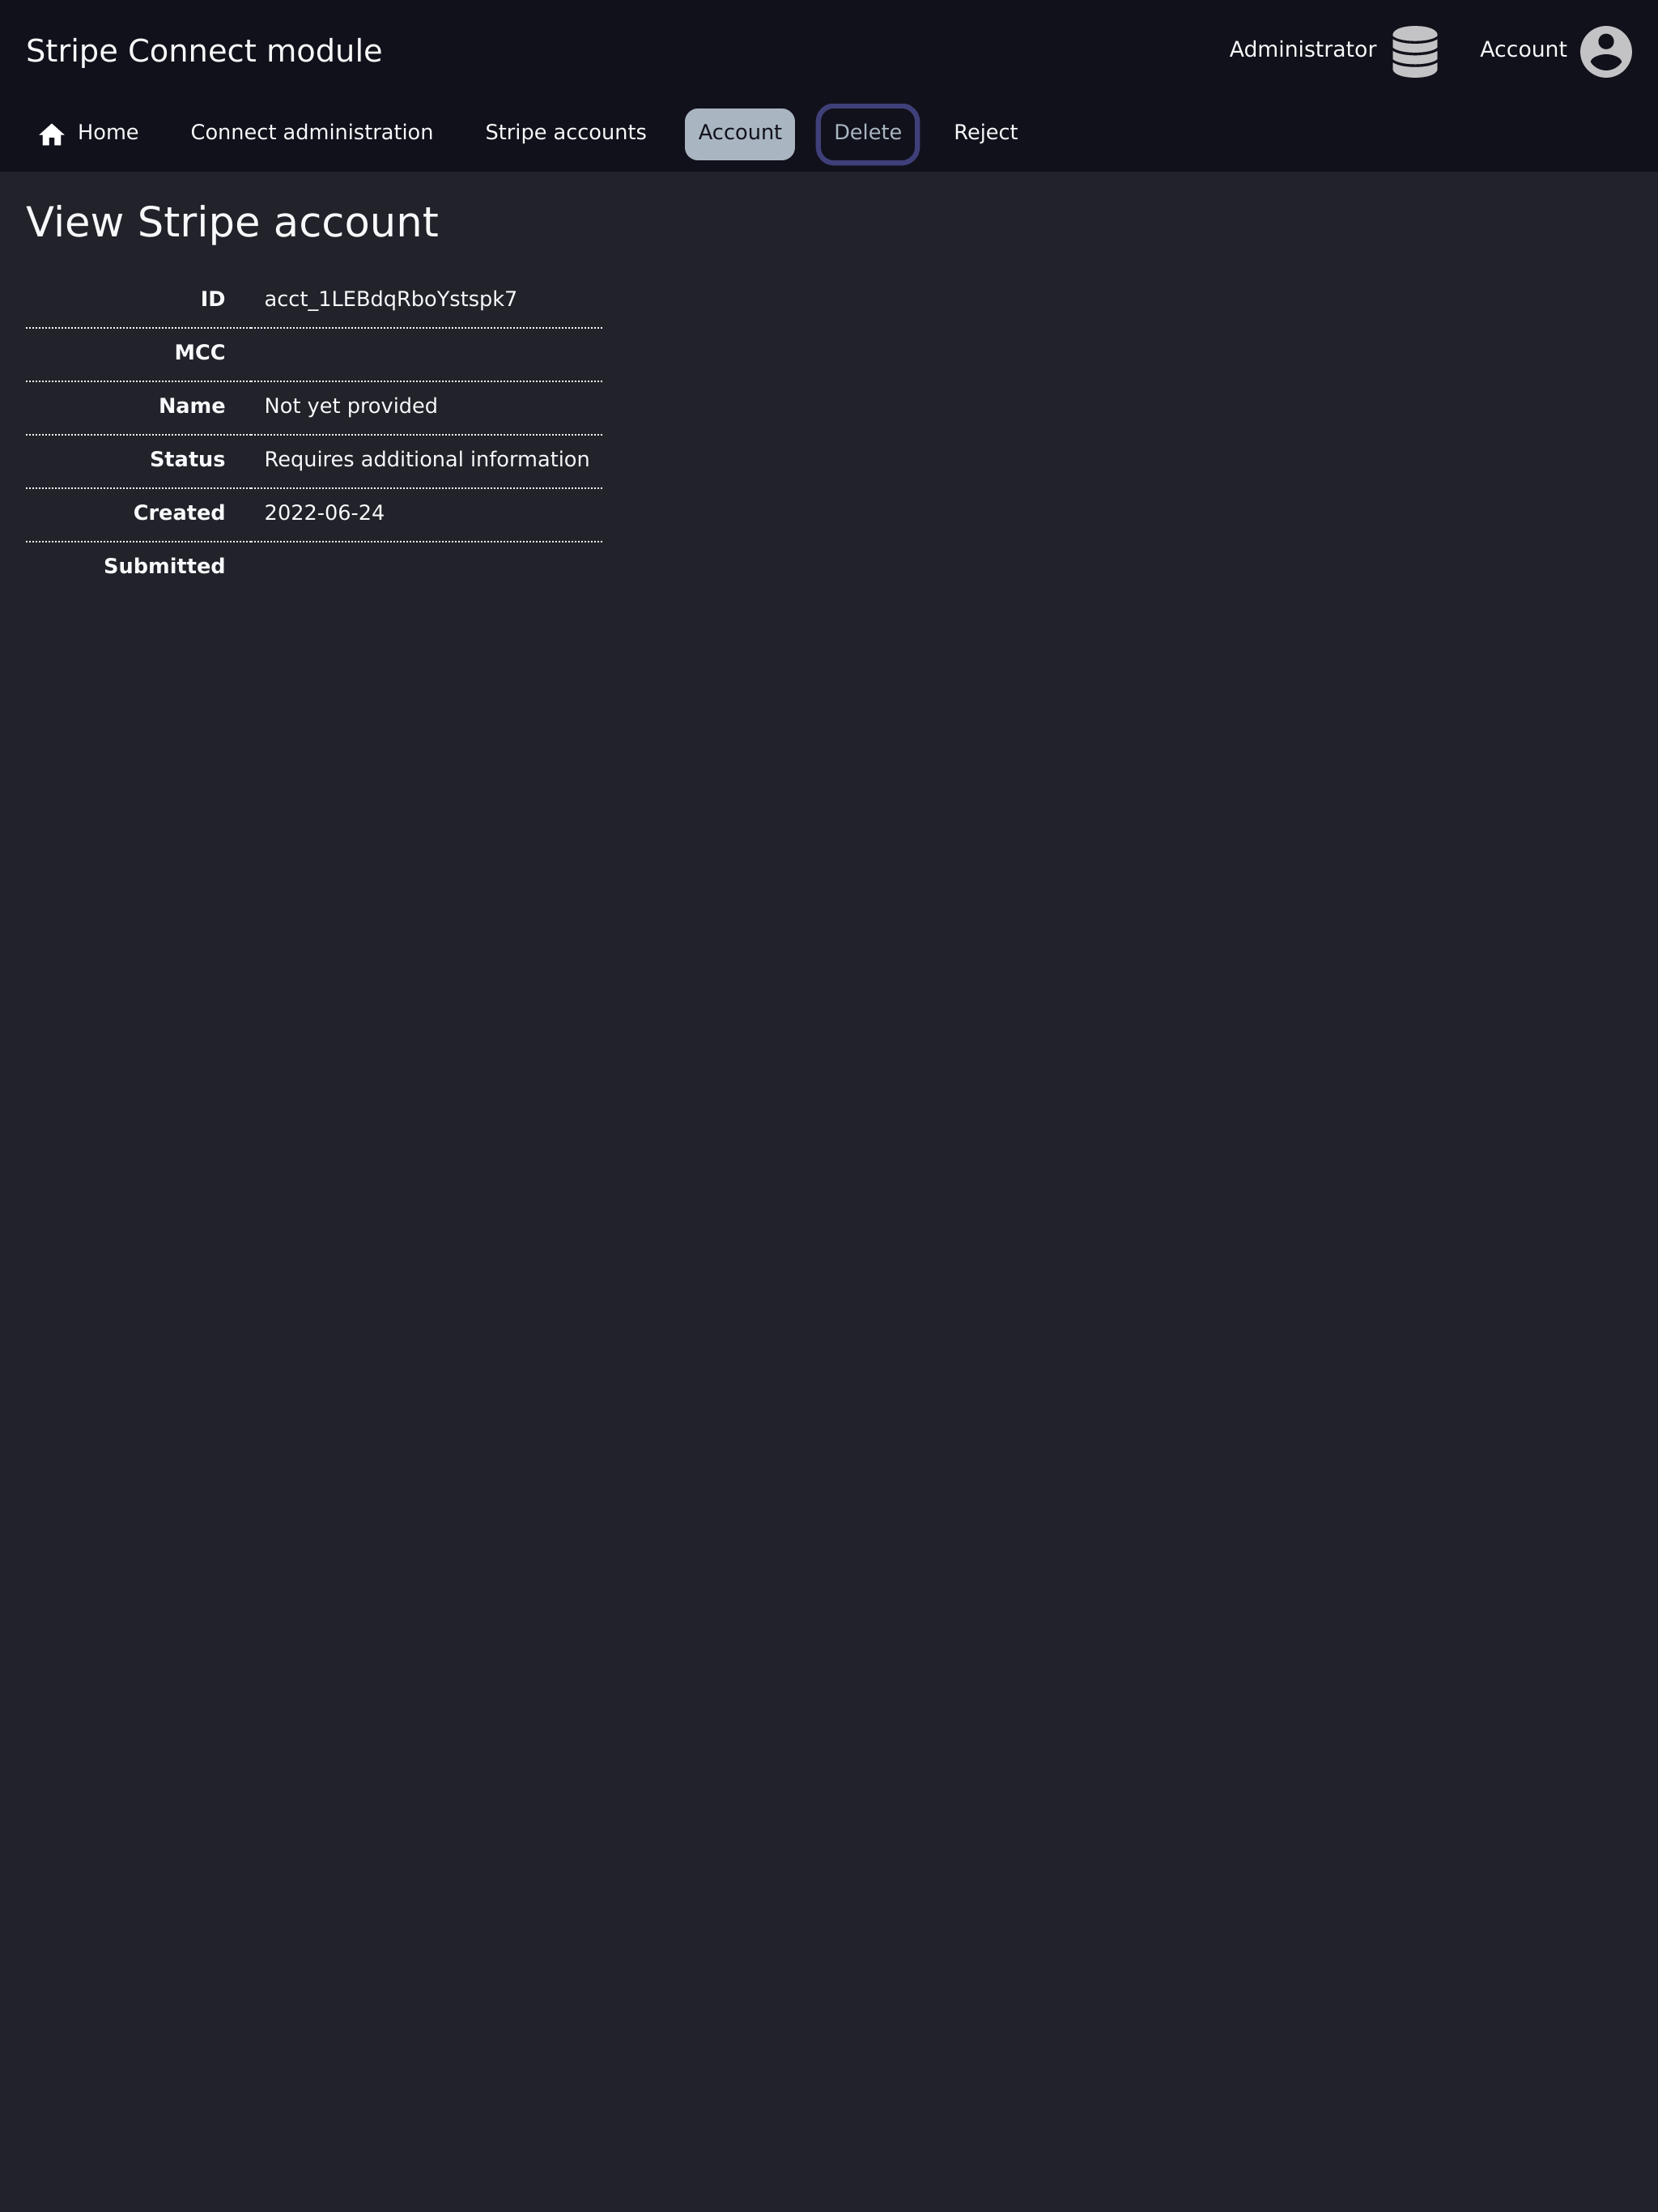 Stripe Connect module
Administrator
Account
Home
Connect administration
Stripe accounts
Account
Delete
Reject
View Stripe account
ID acct_1LEBdqRboYstspk7
MCC
Name Not yet provided
Status Requires additional information
Created 2022-06-24
Submitted